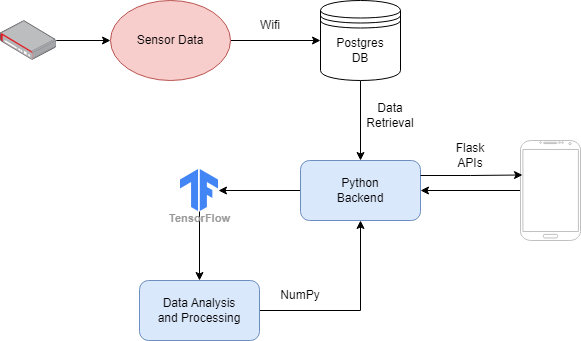 Wifi
Sensor Data
Postgres
DB
Data
Retrieval
Flask
APIs
Python
Backend
TensorFlow
Data Analysis
and Processing
NumPy